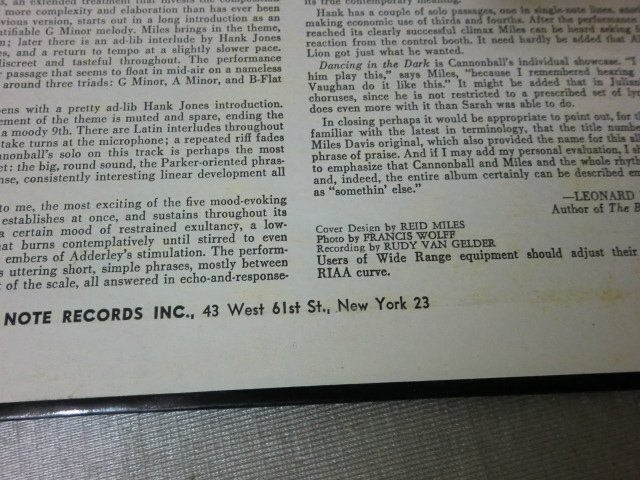 s, an extended treatment that invests the composition
more complexity and elaboration than has ever been
vious version, starts out in a long introduction as an
ntifiable G Minor melody. Miles brings in the theme,
n; later there is an ad-lib interlude by Hank Jones
es, and a return to tempo at a slightly slower pace.
discreet and tasteful throughout. The performance
passage that seems to float in mid-air on a nameless
around three triads: G Minor, A Minor, and B-Flat
pens with a pretty ad-lib Hank Jones introduction.
ement of the theme is muted and spare, ending the
a moody 9th. There are Latin interludes throughout
take turns at the microphone; a repeated riff fades
nnonball's solo on this track is perhaps the most
et: the big, round sound, the Parker-oriented phras-
nse, consistently interesting linear development all
to me, the most exciting of the five mood-evoking
establishes at once, and sustains throughout its
a certain mood of restrained exultancy, a low-
hat burns contemplatively until stirred to even
embers of Adderley's stimulation. The perform-
s uttering short, simple phrases, mostly between
t of the scale, all answered in echo-and-response-
its true contemporary meaning.
Hank has a couple of solo passages, one in single-note lines, one
making economic use of thirds and fourths. After the performance
reached its clearly successful climax Miles can be heard asking f
reaction from the control booth. It need hardly be added that Al
Lion got just what he wanted.
Dancing in the Dark is Cannonball's individual showcase. "I
him play this," says Miles, "because I remembered hearing
Vaughan do it like this." It might be added that in Julian
choruses, since he is not restricted to a prescribed set of lyri
does even more with it than Sarah was able to do.
In closing perhaps it would be appropriate to point out, for th
familiar with the latest in terminology, that the title numbe
Miles Davis original, which also provided the name for this alb
phrase of praise. And if I may add my personal evaluation, I sh
to emphasize that Cannonball and Miles and the whole rhythm
and, indeed, the entire album certainly can be described em
as "somethin' else."
—LEONARD
Author of The B
Cover Design by REID MILES
Photo by FRANCIS WOLFF
Recording by RUDY VAN GELDER
Users of Wide Range equipment should adjust their
RIAA curve.
NOTE RECORDS INC., 43 West 61st St., New York 23